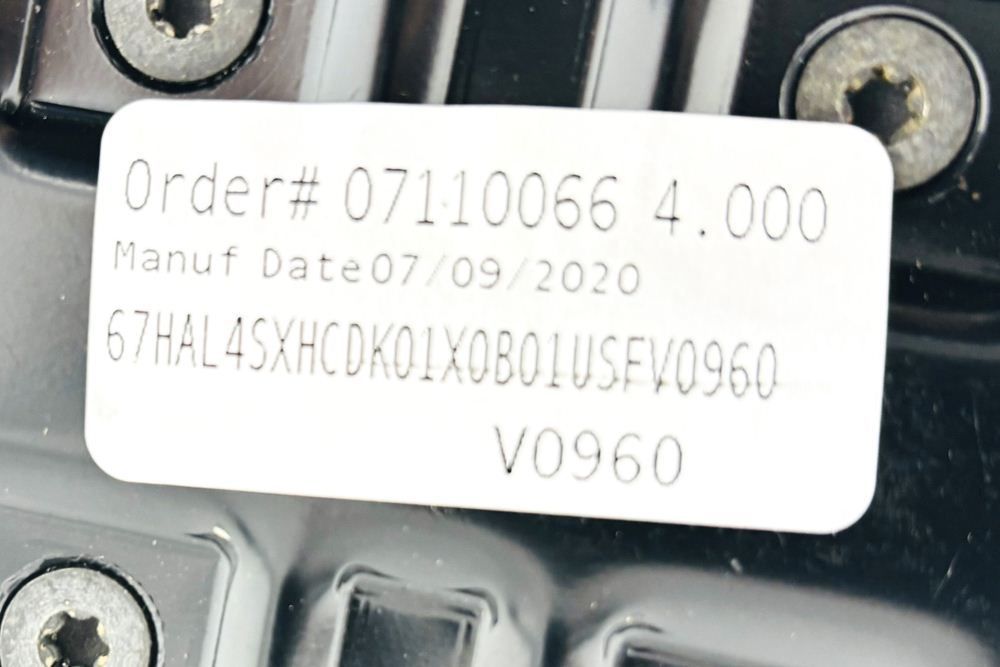 Order# 07110066 4.000
Manuf Date07/09/2020
67HAL4SXHCDK01X0B01USFV0960
V0960